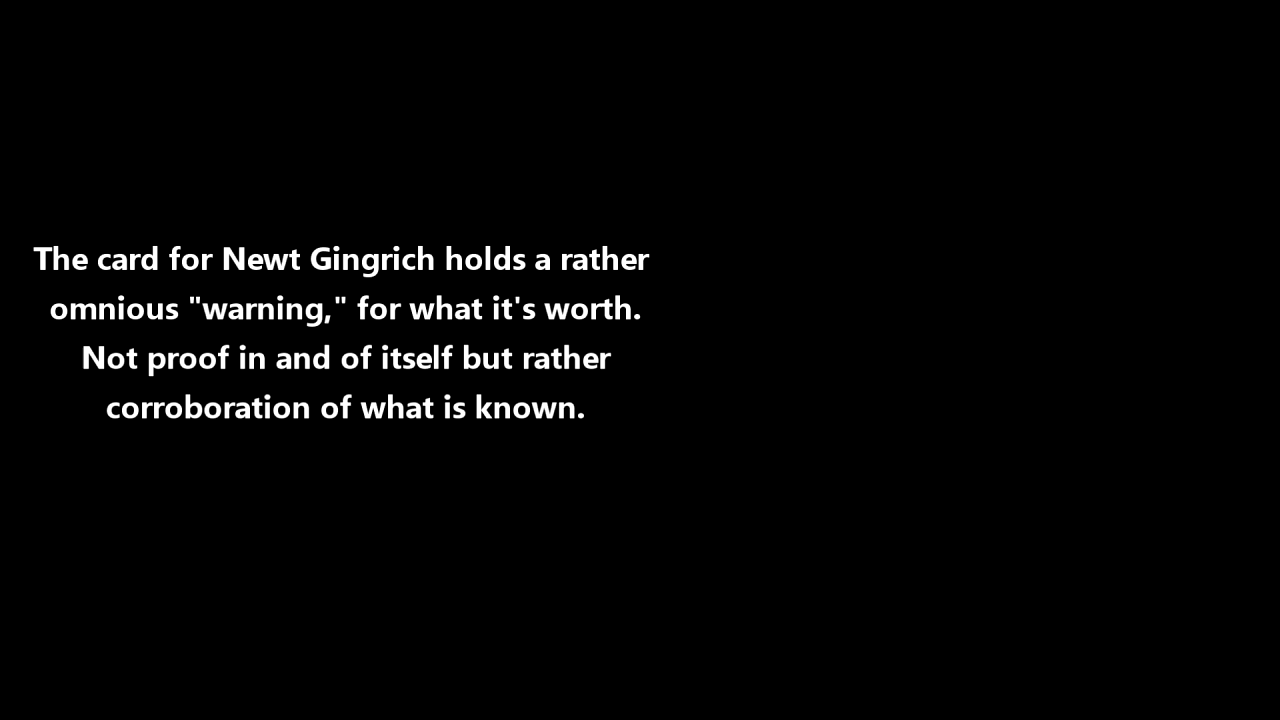 The card for Newt Gingrich holds a rather
omnious "warning," for what it's worth.
Not proof in and of itself but rather
corroboration of what is known.